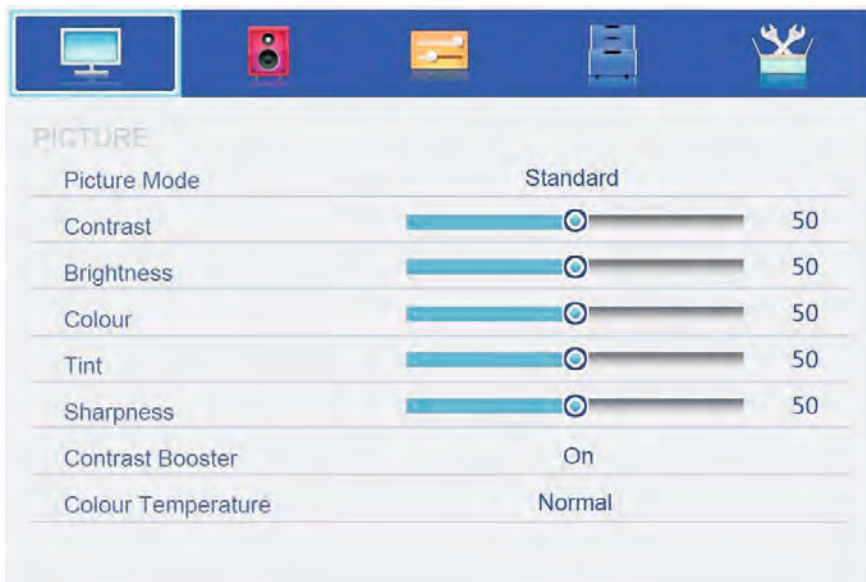 PICTURE
Picture Mode Standard
Contrast 50
Brightness 50
Colour 50
Tint 50
Sharpness 50
Contrast Booster On
Colour Temperature Normal